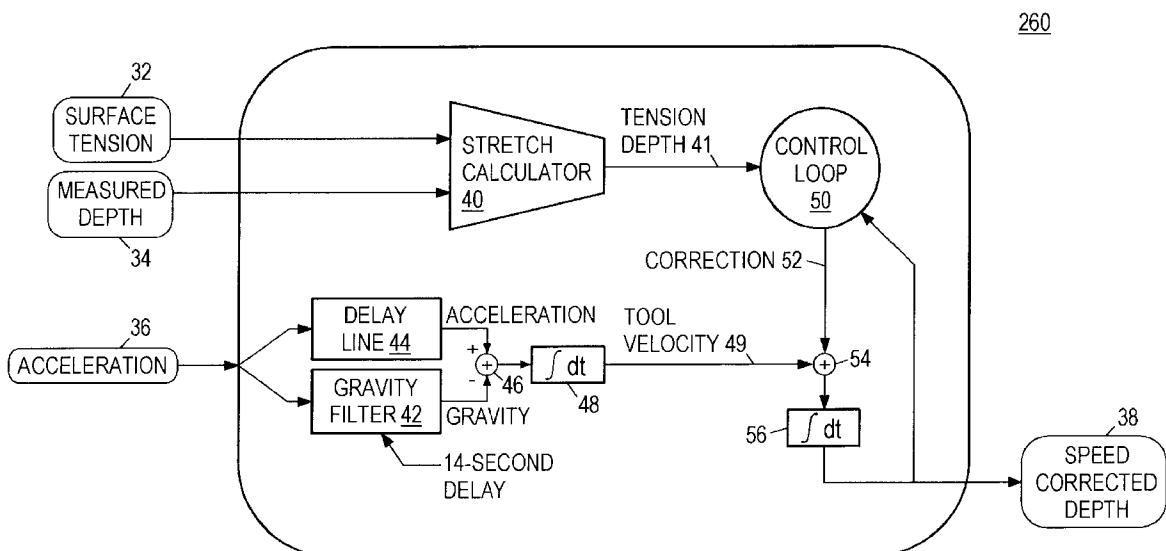 260
32
SURFACE
TENSION
MEASURED
DEPTH
34
STRETCH
CALCULATOR
40
TENSION
DEPTH 41
CONTROL
LOOP
50
CORRECTION 52
36
ACCELERATION
DELAY
LINE 44
GRAVITY
FILTER 42
14-SECOND
DELAY
ACCELERATION
+
-
+
46
GRAVITY
∫ dt
48
TOOL
VELOCITY 49
+
54
56
∫ dt
38
SPEED
CORRECTED
DEPTH